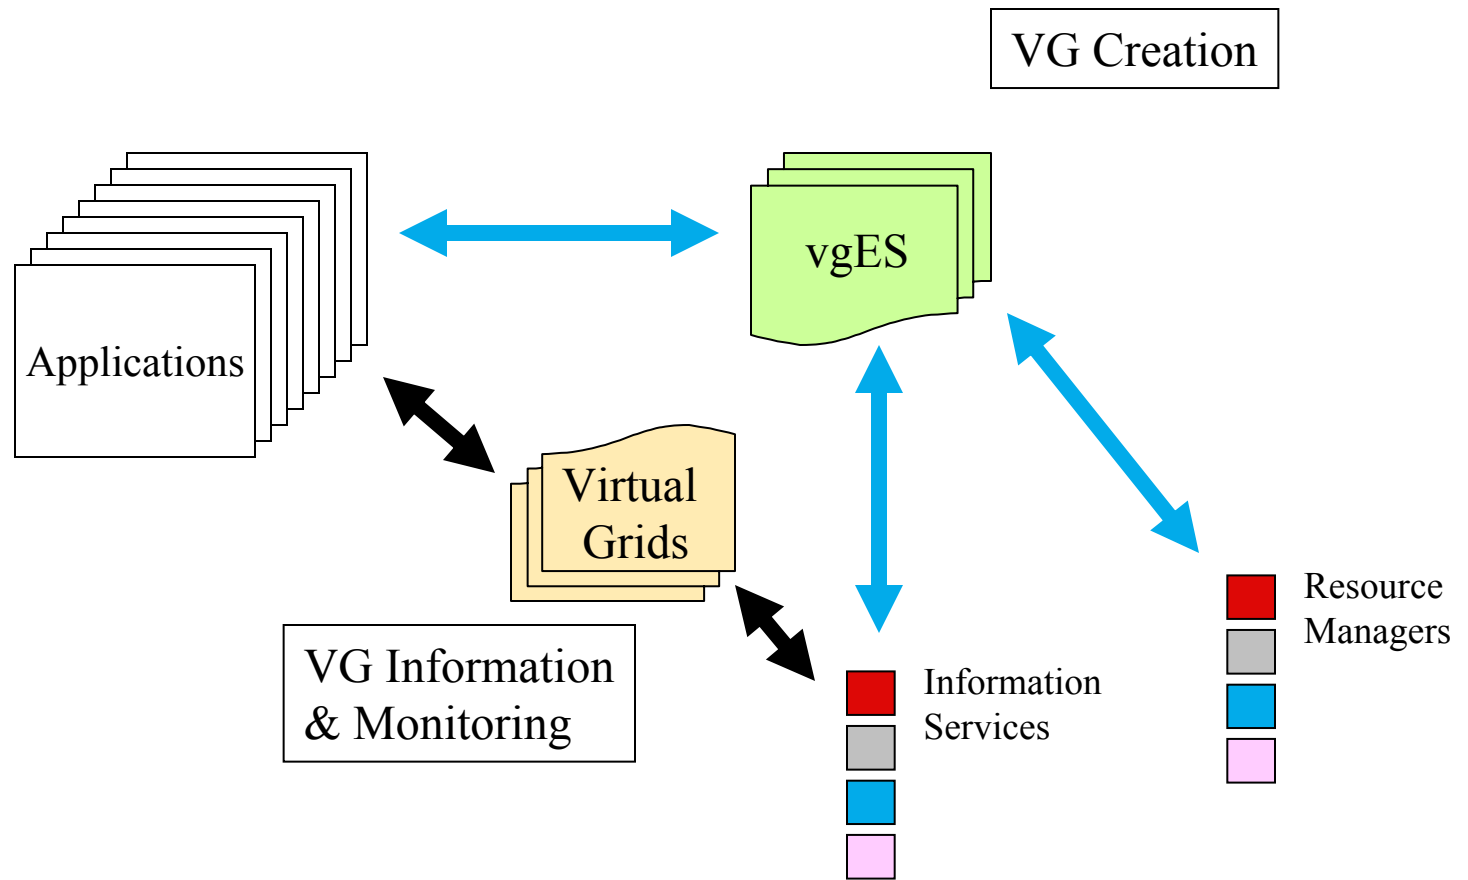 VG Creation
vgES
Applications
Virtual
Grids
VG Information
& Monitoring
Information
Services
Resource
Managers